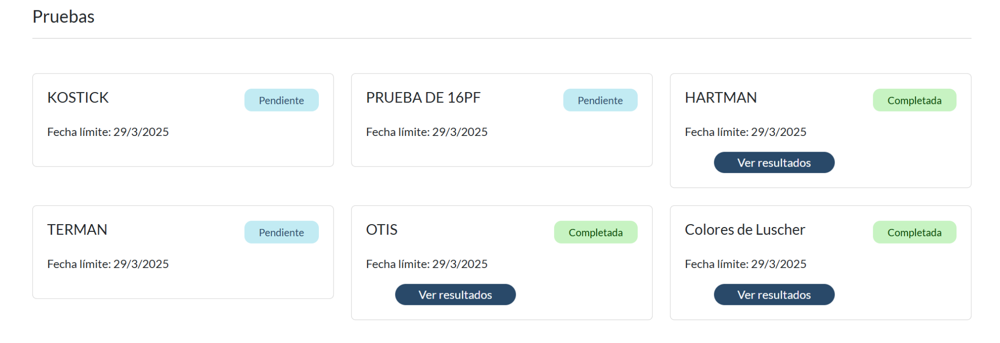 Pruebas
KOSTICK
Pendiente
Fecha límite: 29/3/2025
PRUEBA DE 16PF
Pendiente
Fecha límite: 29/3/2025
HARTMAN
Completada
Fecha límite: 29/3/2025
Ver resultados
TERMAN
Pendiente
Fecha límite: 29/3/2025
OTIS
Completada
Fecha límite: 29/3/2025
Ver resultados
Colores de Luscher
Completada
Fecha límite: 29/3/2025
Ver resultados